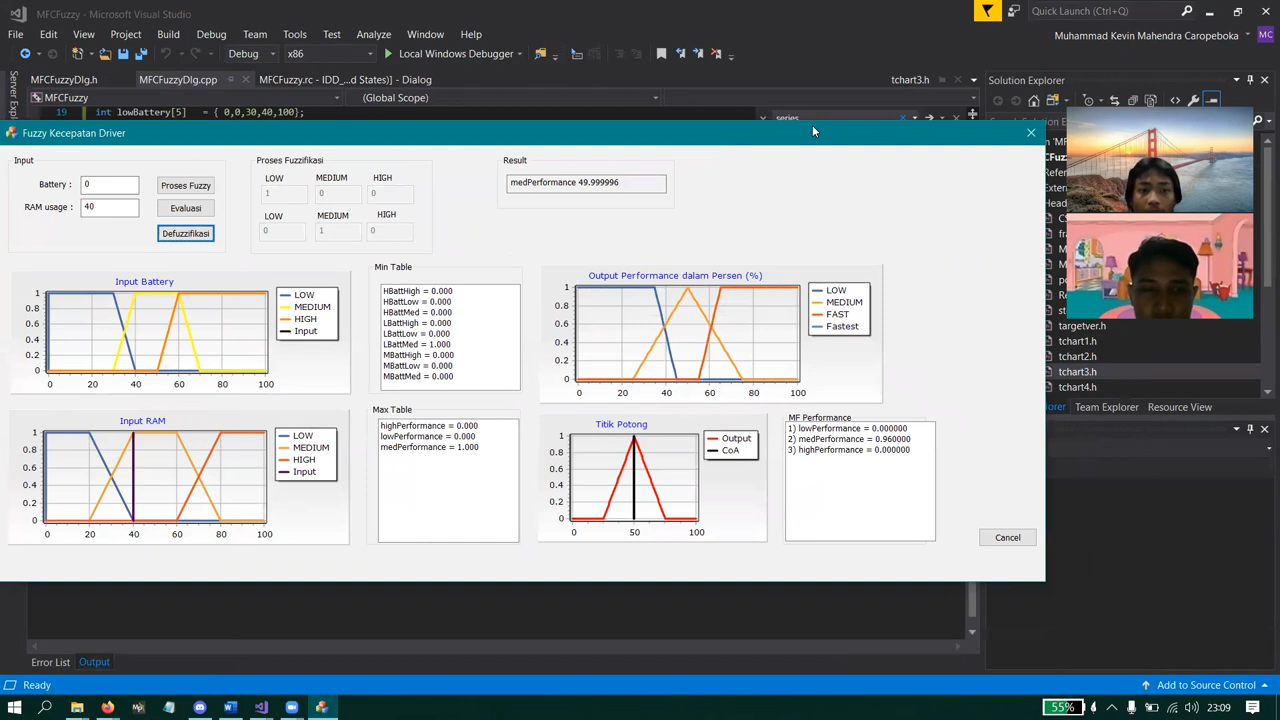 MFCFuzzy - Microsoft Visual Studio
Quick Launch (Ctrl+Q)
File Edit View Project Build Debug Team Tools Test Analyze Window Help
Muhammad Kevin Mahendra Caropeboka
MC
Debug x86 Local Windows Debugger
MFCFuzzyDlg.h MFCFuzzyDlg.cpp MFCFuzzy.rc - IDD_...d States)] - Dialog tchart3.h
Solution Explorer
Server Explor
MFCFuzzy (Global Scope)
19 int lowBattery[5] = { 0,0,30,40,100};
series
Fuzzy Kecepatan Driver
Input
Battery : 0 Proses Fuzzy
RAM usage : 40 Evaluasi
Defuzzifikasi
Proses Fuzzifikasi
LOW MEDIUM HIGH
1 0 0
LOW MEDIUM HIGH
0 1 0
Result
medPerformance 49.999996
Input Battery
1
0.8
0.6
0.4
0.2
0
0 20 40 60 80 100
LOW
MEDIUM
HIGH
Input
Min Table
HBattHigh = 0.000
HBattLow = 0.000
HBattMed = 0.000
LBattHigh = 0.000
LBattLow = 0.000
LBattMed = 1.000
MBattHigh = 0.000
MBattLow = 0.000
MBattMed = 0.000
Output Performance dalam Persen (%)
1
0.8
0.6
0.4
0.2
0
0 20 40 60 80 100
LOW
MEDIUM
FAST
Fastest
Input RAM
1
0.8
0.6
0.4
0.2
0
0 20 40 60 80 100
LOW
MEDIUM
HIGH
Input
Max Table
highPerformance = 0.000
lowPerformance = 0.000
medPerformance = 1.000
Titik Potong
1
0.8
0.6
0.4
0.2
0
0 50 100
Output
CoA
MF Performance
1) lowPerformance = 0.000000
2) medPerformance = 0.960000
3) highPerformance = 0.000000
Cancel
targetver.h
tchart1.h
tchart2.h
tchart3.h
tchart4.h
Team Explorer Resource View
Error List Output
Ready
Add to Source Control
55%
23:09